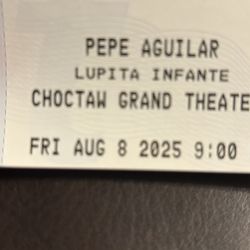 PEPE AGUILAR
LUPITA INFANTE
CHOCTAW GRAND THEATE
FRI AUG 8 2025 9:00